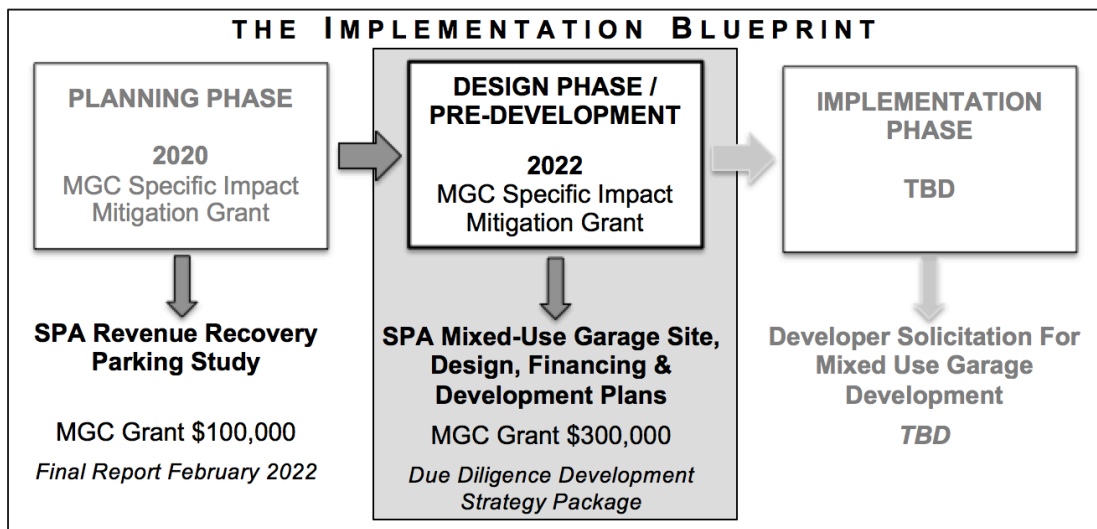 THE IMPLEMENTATION BLUEPRINT
PLANNING PHASE
2020
MGC Specific Impact
Mitigation Grant
SPA Revenue Recovery
Parking Study
MGC Grant $100,000
Final Report February 2022
DESIGN PHASE /
PRE-DEVELOPMENT
2022
MGC Specific Impact
Mitigation Grant
SPA Mixed-Use Garage Site,
Design, Financing &
Development Plans
MGC Grant $300,000
Due Diligence Development
Strategy Package
IMPLEMENTATION
PHASE
TBD
Developer Solicitation For
Mixed Use Garage
Development
TBD